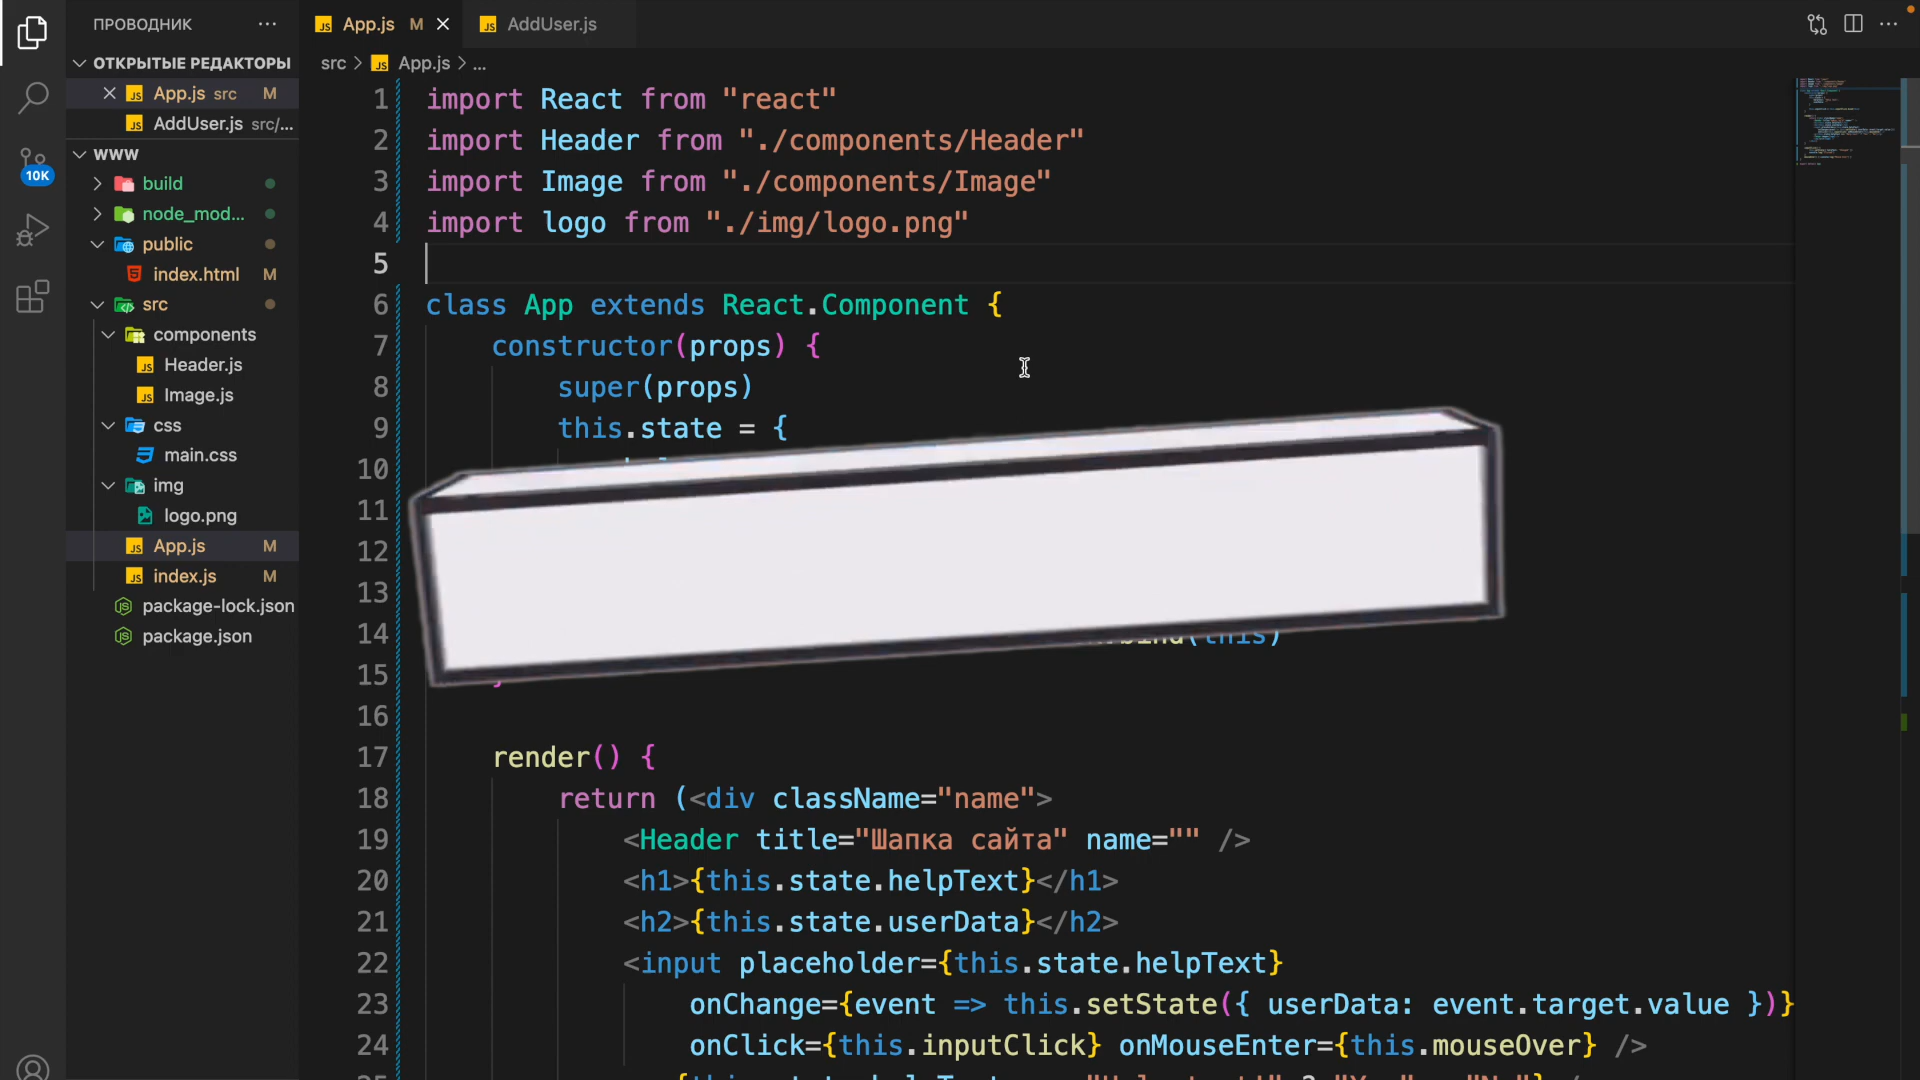 ПРОВОДНИК
App.js M
AddUser.js
ОТКРЫТЫЕ РЕДАКТОРЫ
App.js src M
AddUser.js src/...
WWW
build
node_mod...
public
index.html M
src
components
Header.js
Image.js
css
main.css
img
logo.png
App.js M
index.js M
package-lock.json
package.json
10K
src > App.js > ...
1 import React from "react"
2 import Header from "./components/Header"
3 import Image from "./components/Image"
4 import logo from "./img/logo.png"
5
6 class App extends React.Component {
7 constructor(props) {
8 super(props)
9 this.state = {
10
11
12
13
14 bind(this)
15 }
16
17 render() {
18 return (<div className="name">
19 <Header title="Шапка сайта" name="" />
20 <h1>{this.state.helpText}</h1>
21 <h2>{this.state.userData}</h2>
22 <input placeholder={this.state.helpText}
23 onChange={event => this.setState({ userData: event.target.value })}
24 onClick={this.inputClick} onMouseEnter={this.mouseOver} />